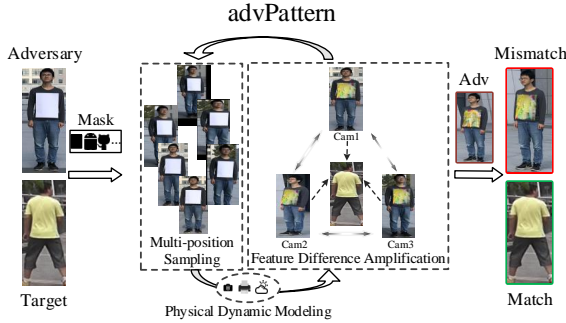 advPattern
Adversary
Mask
...
Target
Multi-position
Sampling
Cam1
Cam2
Cam3
Feature Difference Amplification
Physical Dynamic Modeling
Adv
Mismatch
Match